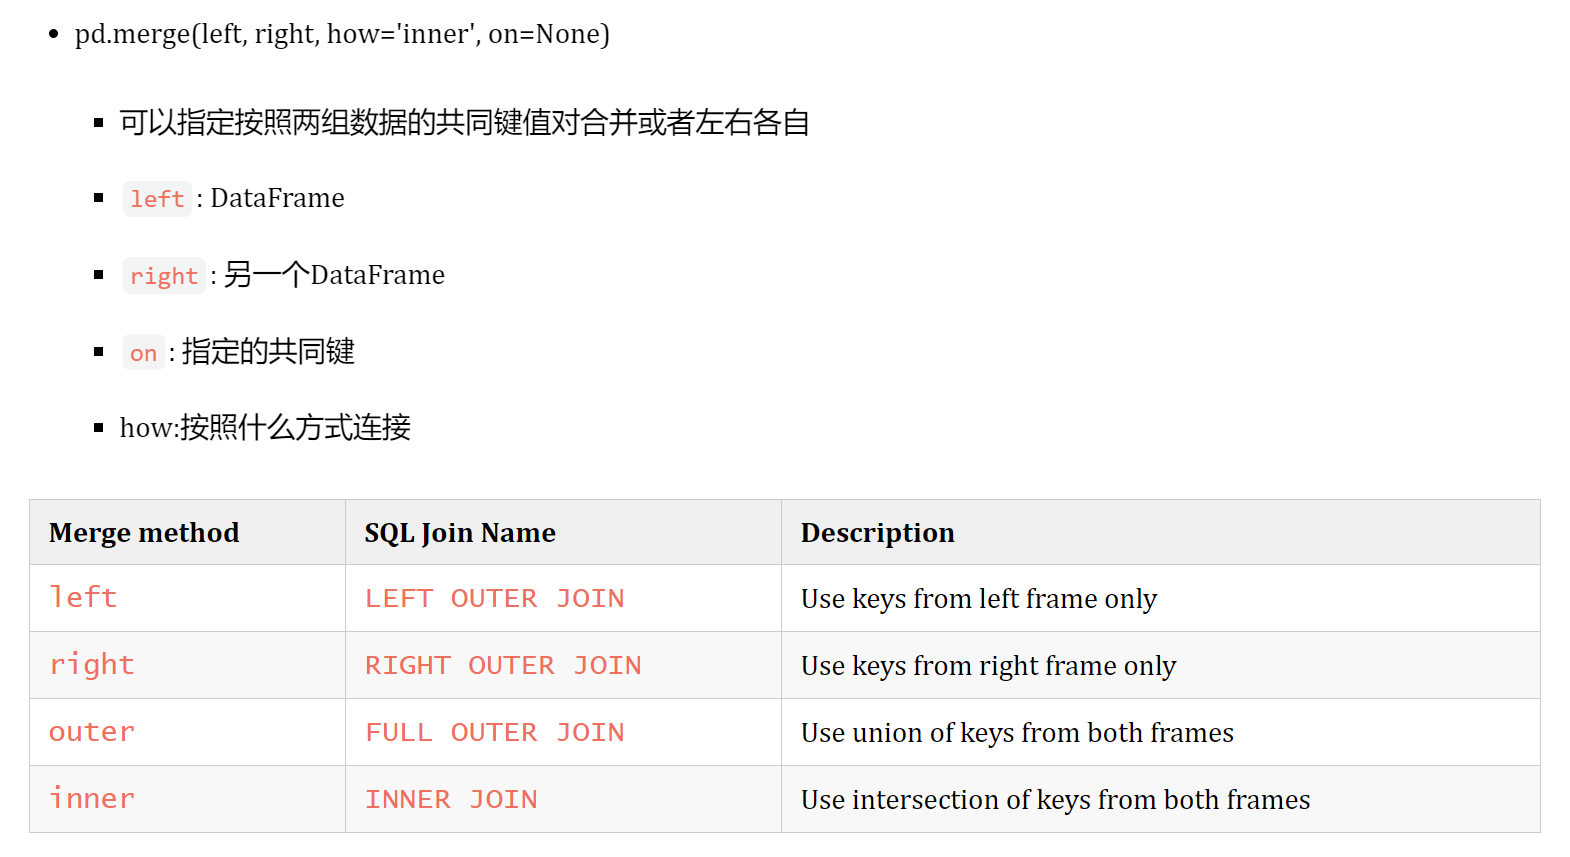 pd.merge(left, right, how='inner', on=None)
可以指定按照两组数据的共同键值对合并或者左右各自
left: DataFrame
right: 另一个DataFrame
on: 指定的共同键
how:按照什么方式连接
Merge method SQL Join Name Description
left LEFT OUTER JOIN Use keys from left frame only
right RIGHT OUTER JOIN Use keys from right frame only
outer FULL OUTER JOIN Use union of keys from both frames
inner INNER JOIN Use intersection of keys from both frames